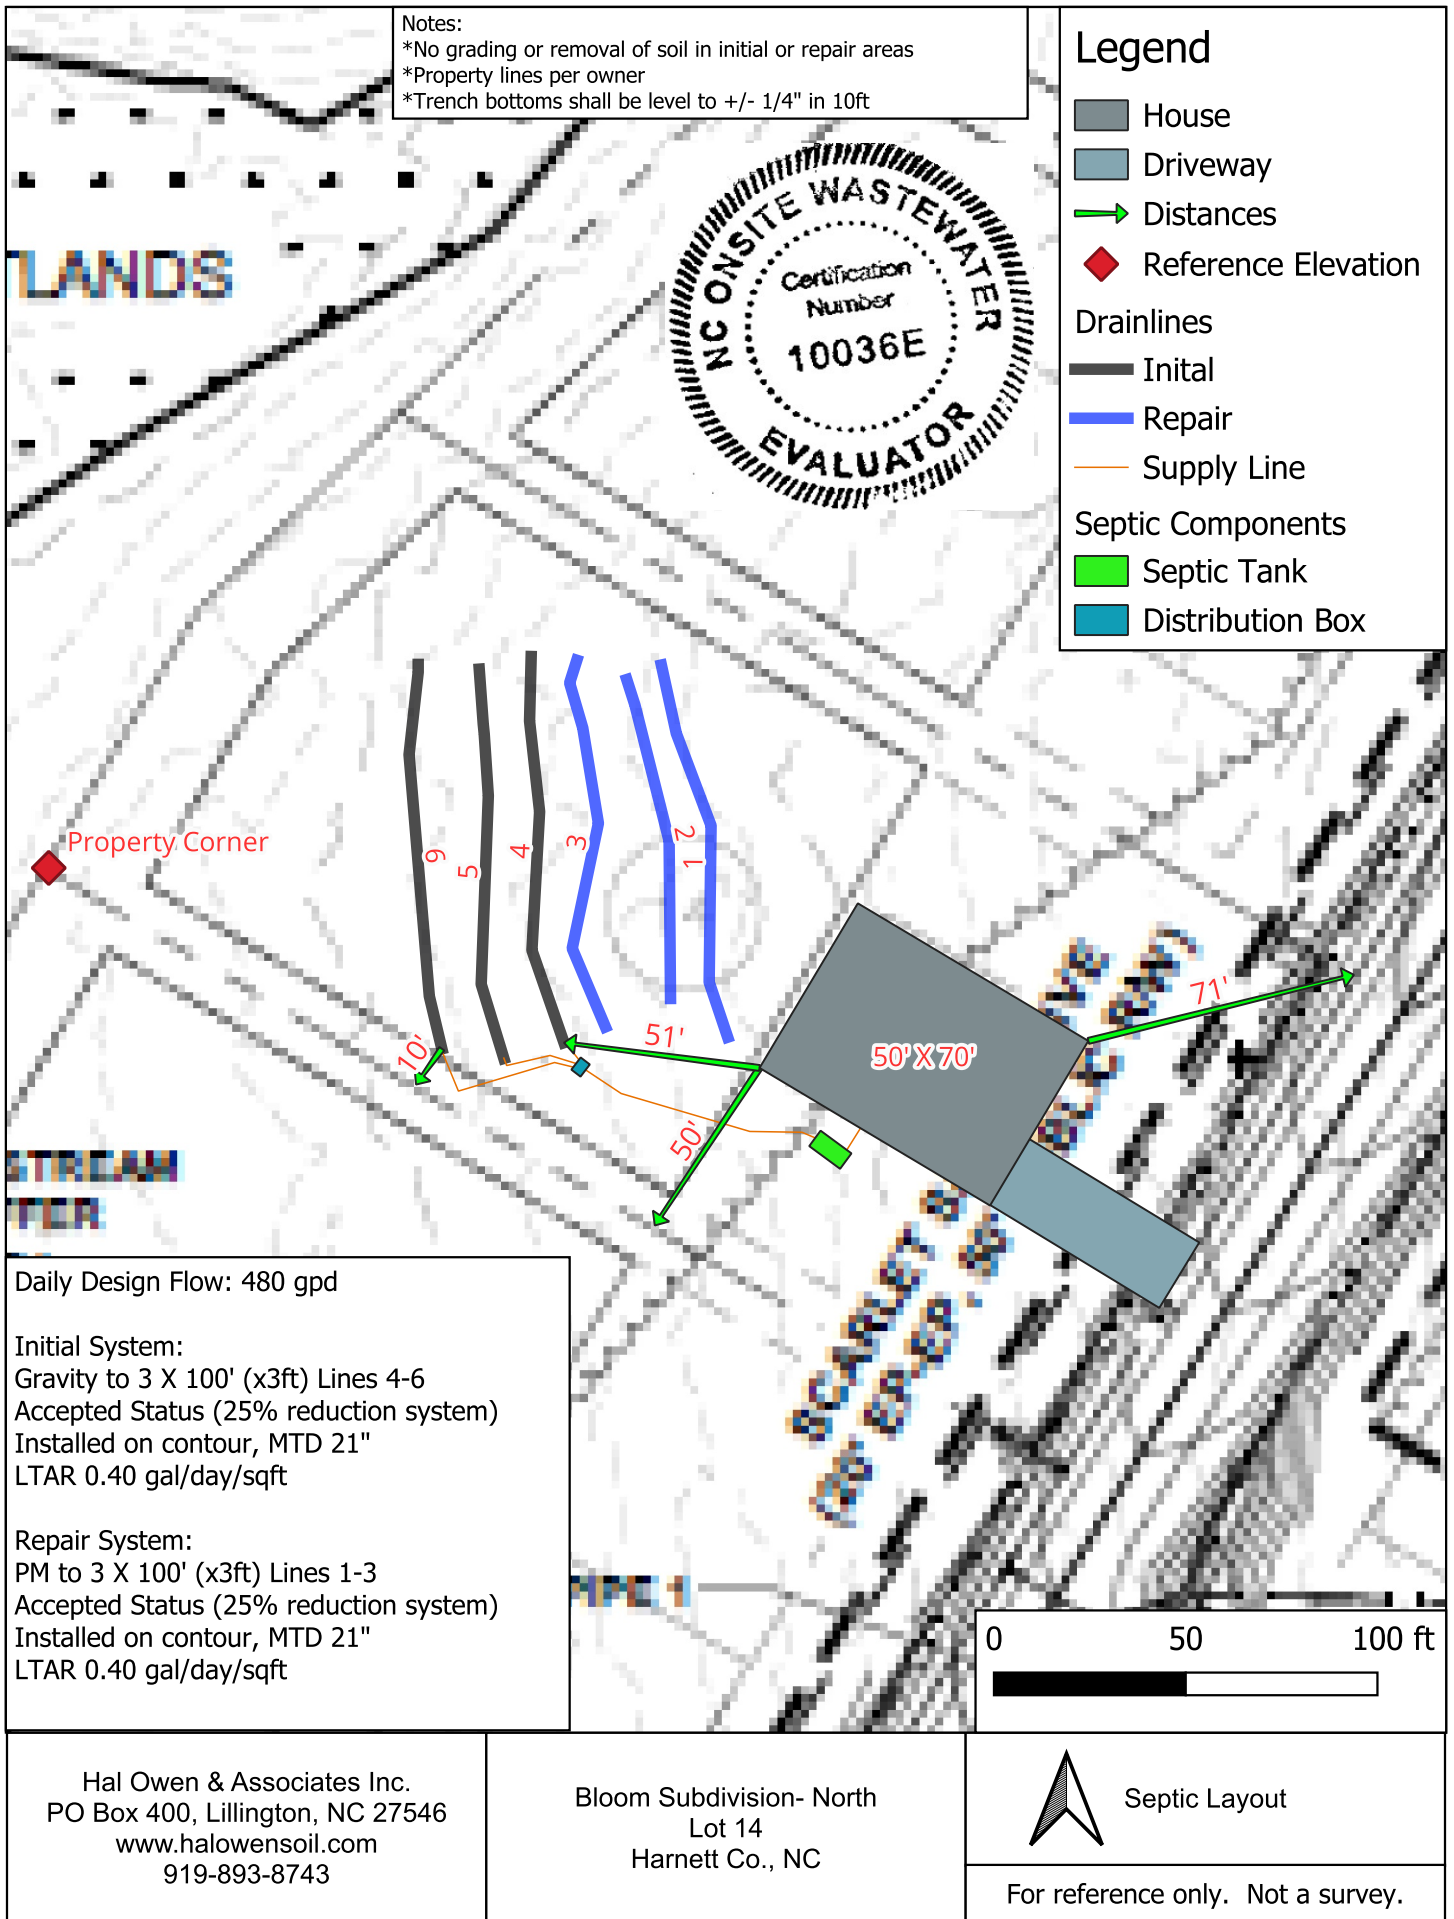 Notes:
*No grading or removal of soil in initial or repair areas
*Property lines per owner
*Trench bottoms shall be level to +/- 1/4" in 10ft
Legend
House
Driveway
Distances
Reference Elevation
Drainlines
Inital
Repair
Supply Line
Septic Components
Septic Tank
Distribution Box
NC ONSITE WASTEWATER
Certification
Number
10036E
EVALUATOR
TLANDS
Property Corner
6
5
4
3
2
1
10'
51'
50'
50' X 70'
71'
STREAM
SCARLET
Daily Design Flow: 480 gpd
Initial System:
Gravity to 3 X 100' (x3ft) Lines 4-6
Accepted Status (25% reduction system)
Installed on contour, MTD 21"
LTAR 0.40 gal/day/sqft
Repair System:
PM to 3 X 100' (x3ft) Lines 1-3
Accepted Status (25% reduction system)
Installed on contour, MTD 21"
LTAR 0.40 gal/day/sqft
0 50 100 ft
Hal Owen & Associates Inc.
PO Box 400, Lillington, NC 27546
www.halowensoil.com
919-893-8743
Bloom Subdivision- North
Lot 14
Harnett Co., NC
Septic Layout
For reference only. Not a survey.